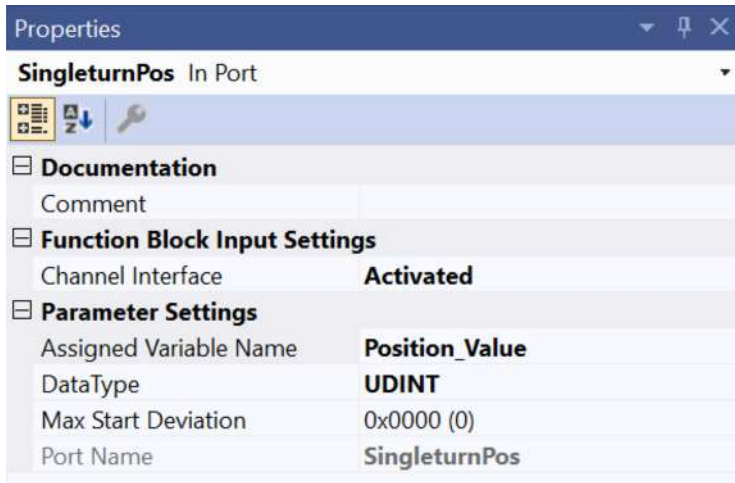 Properties
SingleturnPos In Port
Documentation
Comment
Function Block Input Settings
Channel Interface Activated
Parameter Settings
Assigned Variable Name Position_Value
DataType UDINT
Max Start Deviation 0x0000 (0)
Port Name SingleturnPos